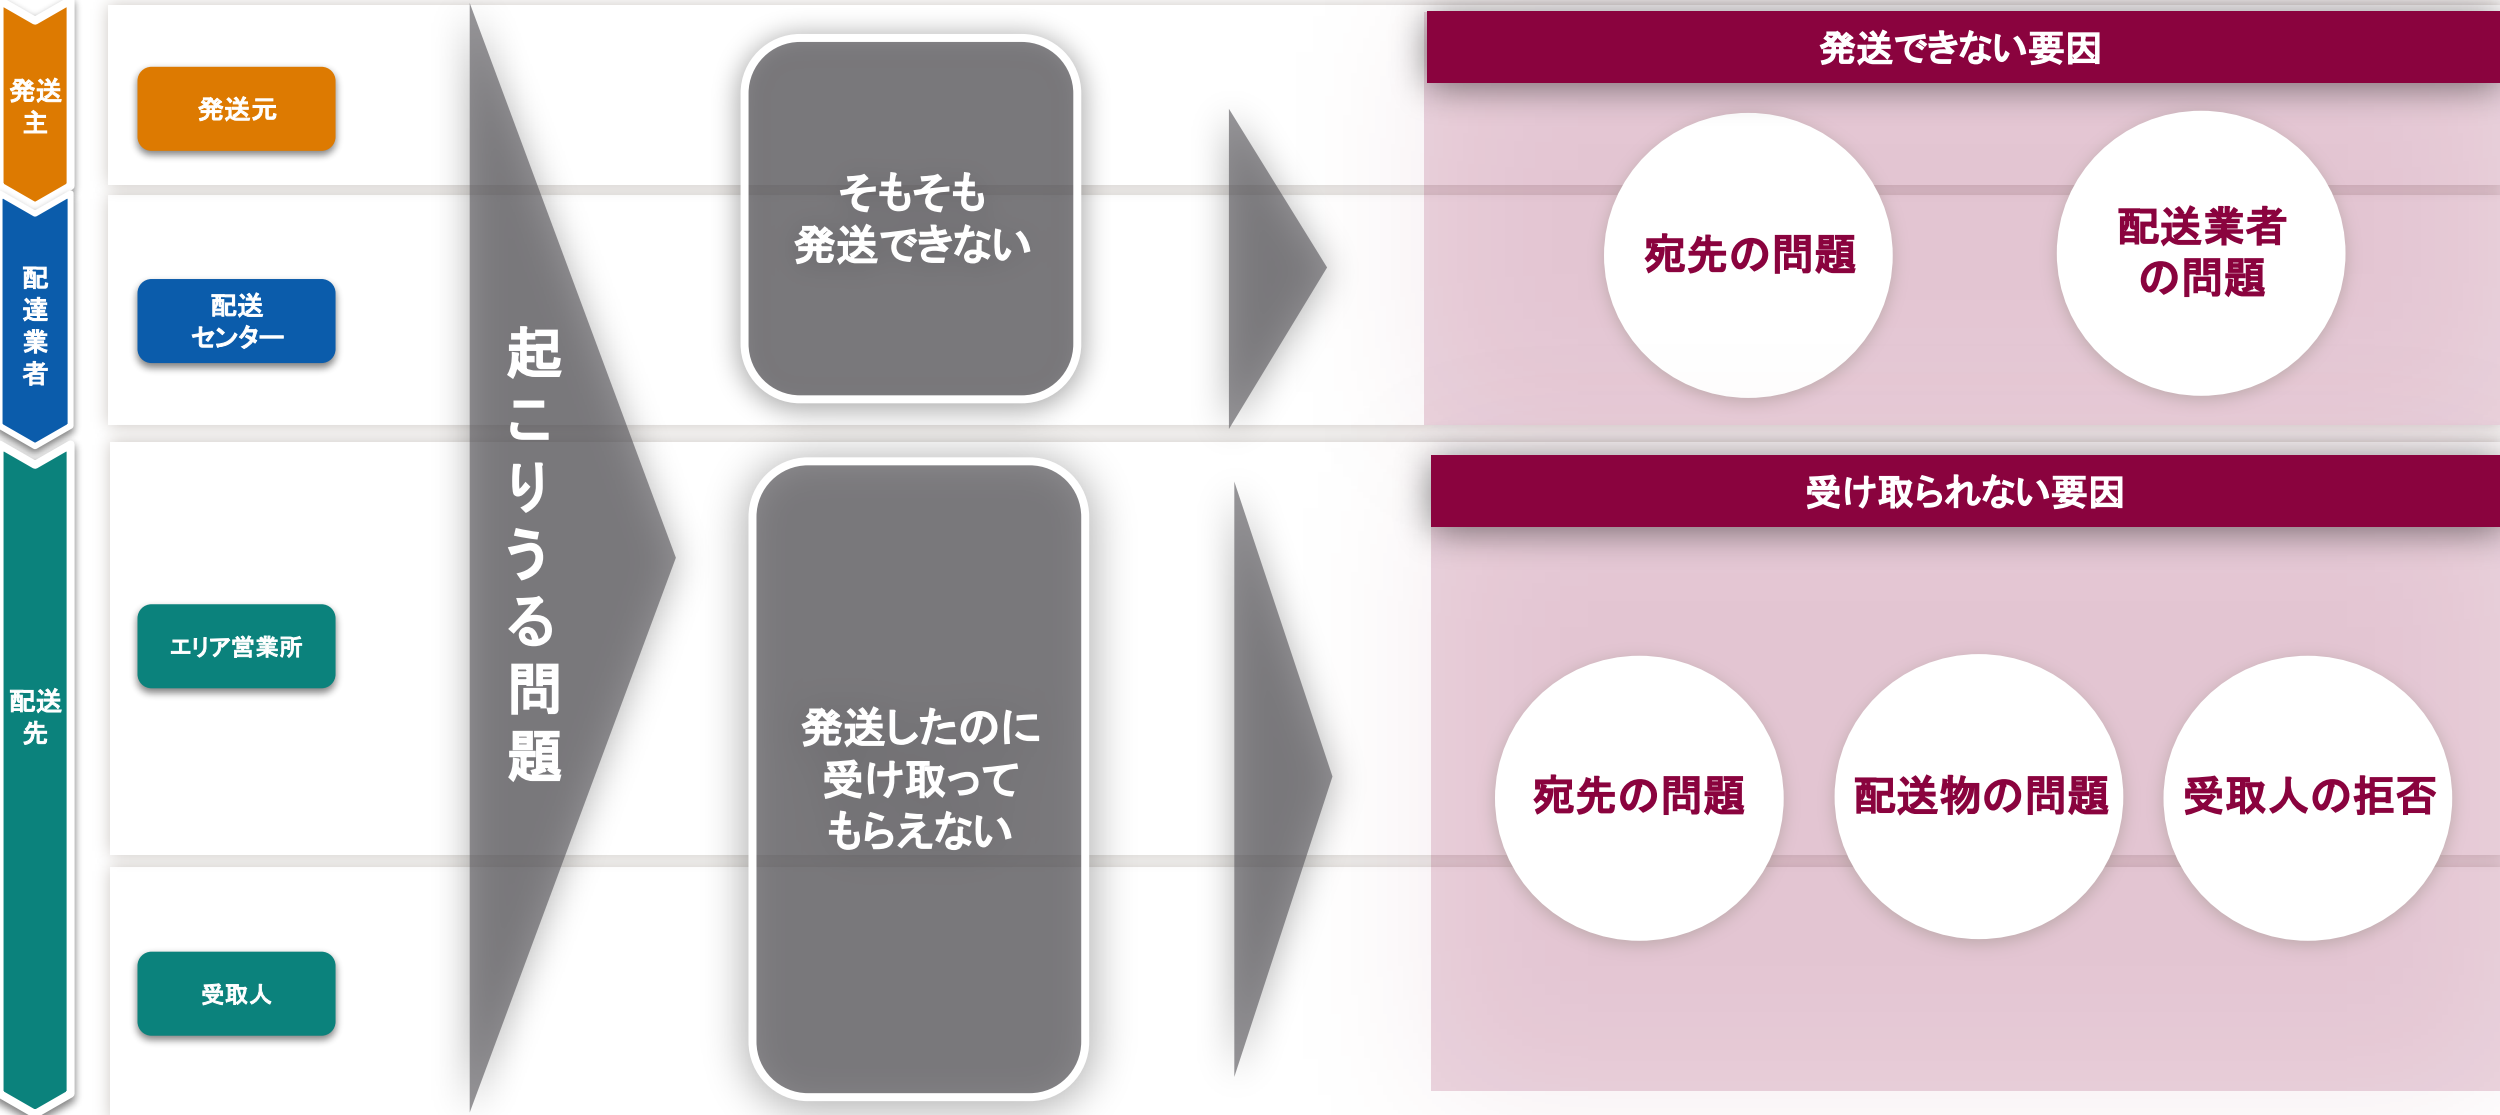 発送
主
発送元
配
達
業
者
配送
センター
配送
先
エリア営業所
受取人
起こりうる問題
そもそも
発送できない
発送できない要因
宛先の問題
配送業者
の問題
発送したのに
受け取って
もらえない
受け取られない要因
宛先の問題
配送物の問題
受取人の拒否